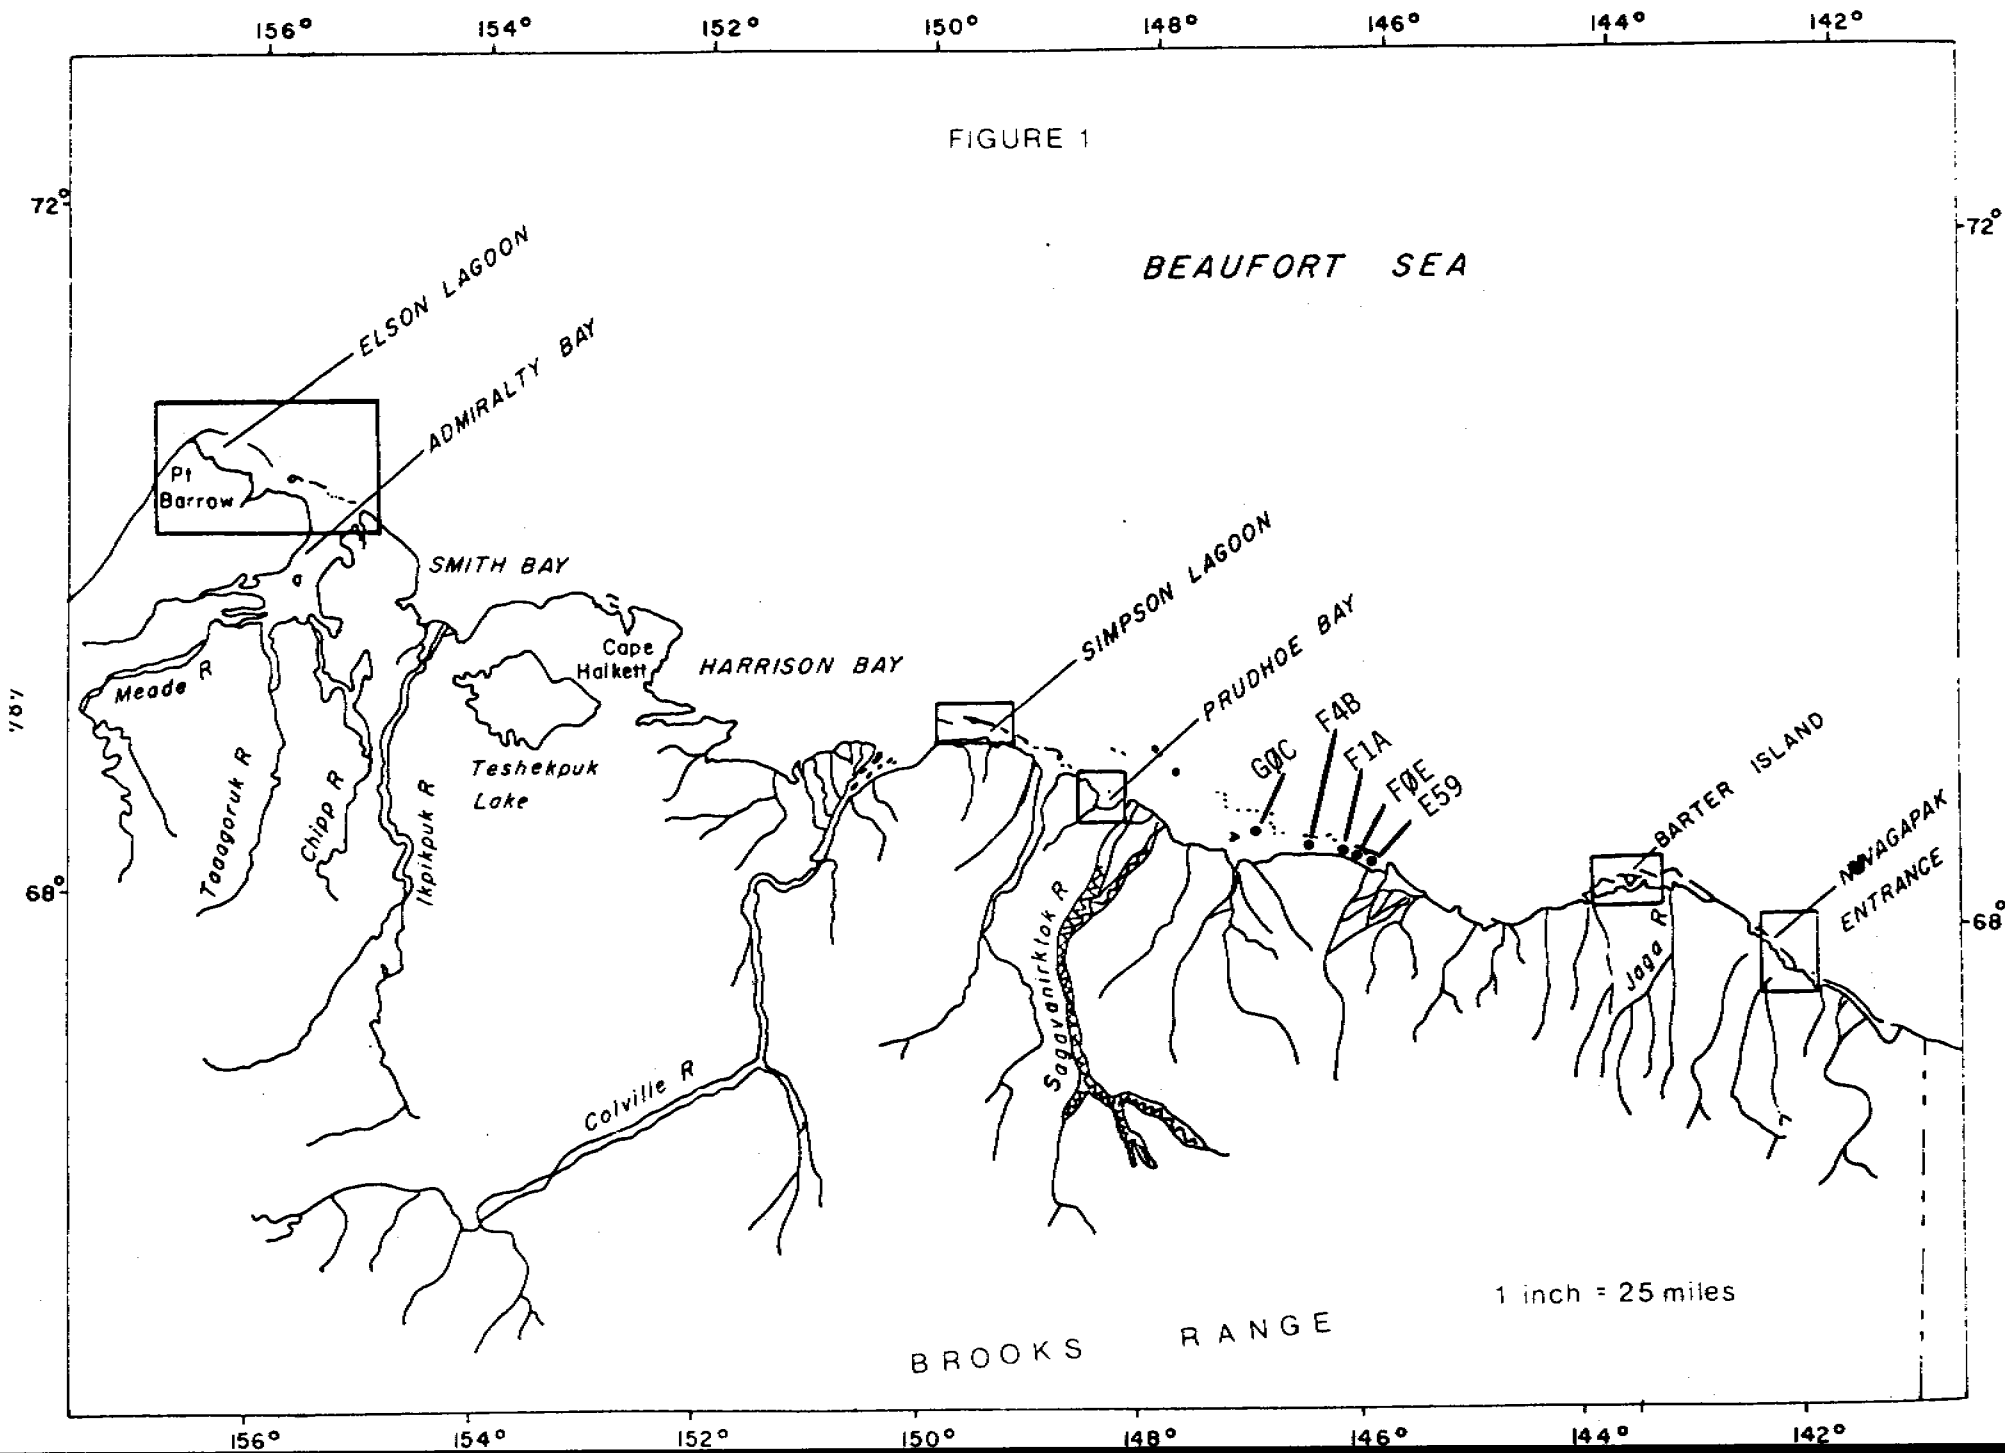 156° 154° 152° 150° 148° 146° 144° 142°
FIGURE 1
72°
72°
BEAUFORT SEA
ELSON LAGOON
ADMIRALTY BAY
Pt
Barrow
SMITH BAY
SIMPSON LAGOON
PRUDHOE BAY
Cape
Halkett
HARRISON BAY
Meade R
Teshekpuk
Lake
Chipp R
Ikpikpuk R
GØC
F4B
F1A
FØE
E59
BARTER ISLAND
ENTRANCE
68°
68°
Sagavanirktok R
Jago R
Colville R
1 inch = 25 miles
BROOKS RANGE
156° 154° 152° 150° 148° 146° 144° 142°